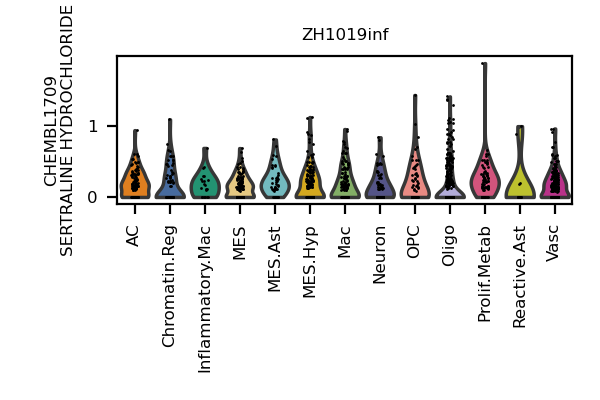 ZH1019inf
CHEMBL1709
SERTRALINE HYDROCHLORIDE
1
0
AC
Chromatin.Reg
Inflammatory.Mac
MES
MES.Ast
MES.Hyp
Mac
Neuron
OPC
Oligo
Prolif.Metab
Reactive.Ast
Vasc